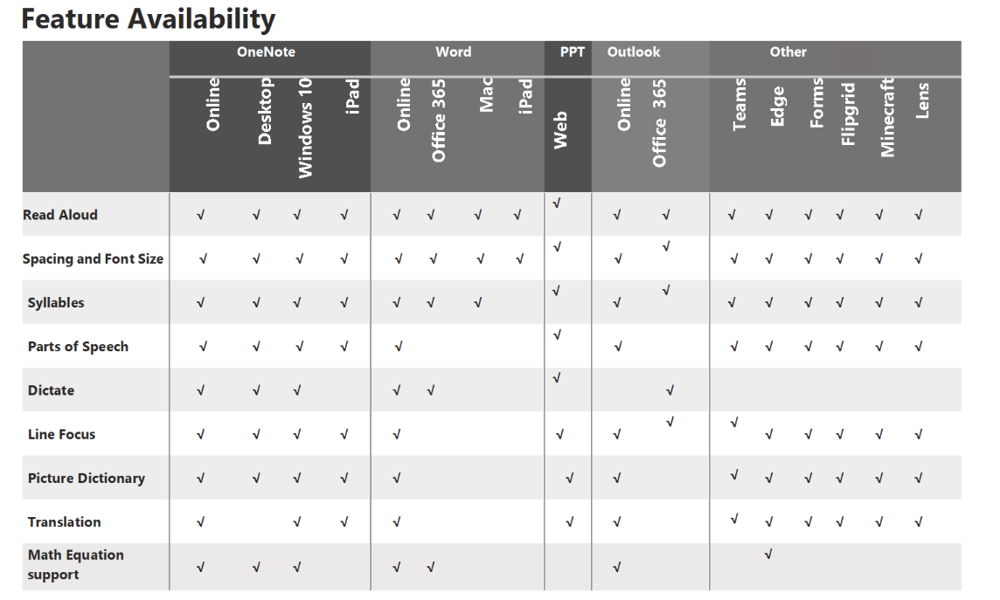 Feature Availability
OneNote Word PPT Outlook Other
Online Desktop Windows 10 iPad Online Office 365 Mac iPad Web Online Office 365 Teams Edge Forms Flipgrid Minecraft Lens
Read Aloud √ √ √ √ √ √ √ √ √ √ √ √ √ √ √ √ √
Spacing and Font Size √ √ √ √ √ √ √ √ √ √ √ √ √ √ √ √ √
Syllables √ √ √ √ √ √ √ √ √ √ √ √ √ √ √ √
Parts of Speech √ √ √ √ √ √ √ √ √ √ √ √ √
Dictate √ √ √ √ √ √ √
Line Focus √ √ √ √ √ √ √ √ √ √ √ √ √ √
Picture Dictionary √ √ √ √ √ √ √ √ √ √ √ √ √
Translation √ √ √ √ √ √ √ √ √ √ √ √
Math Equation
support √ √ √ √ √ √ √